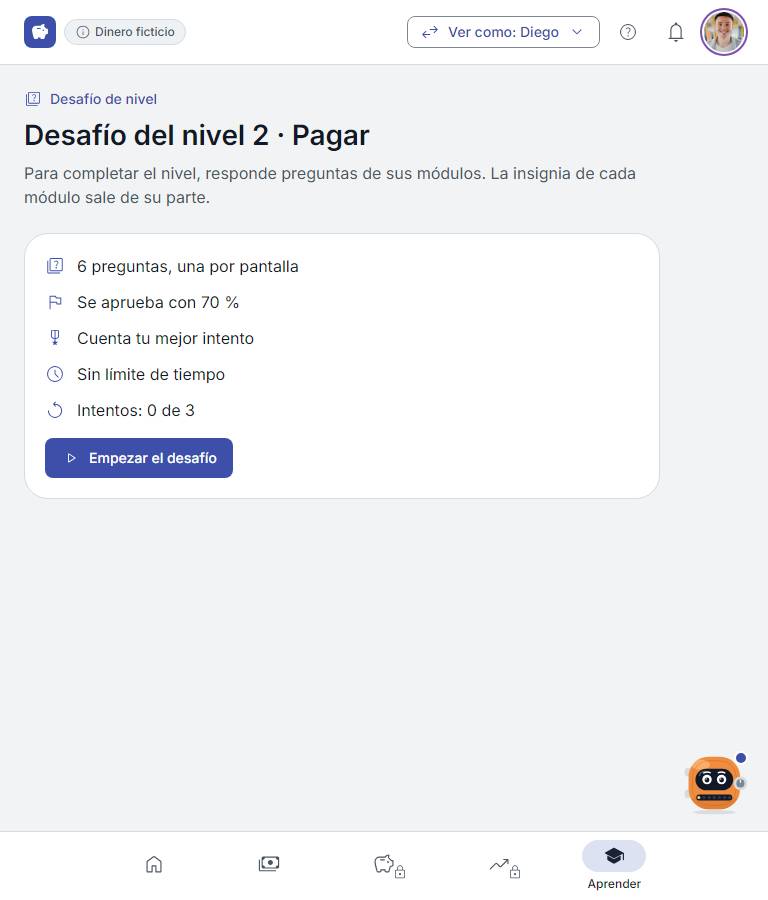 Dinero ficticio
Ver como: Diego
Desafío de nivel
Desafío del nivel 2 · Pagar
Para completar el nivel, responde preguntas de sus módulos. La insignia de cada
módulo sale de su parte.
6 preguntas, una por pantalla
Se aprueba con 70 %
Cuenta tu mejor intento
Sin límite de tiempo
Intentos: 0 de 3
Empezar el desafío
Aprender